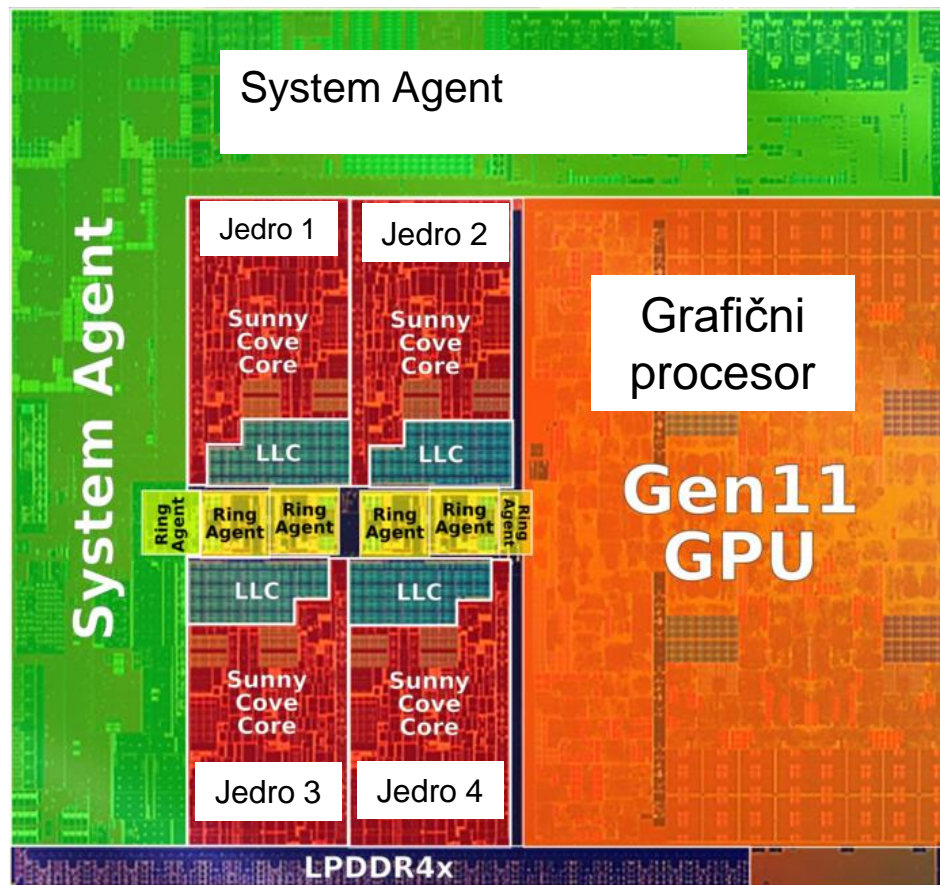 System Agent
System Agent
Jedro 1
Jedro 2
Sunny
Cove
Core
Sunny
Cove
Core
Grafični
procesor
LLC
LLC
Gen11
GPU
Ring
Agent
Ring
Agent
Ring
Agent
Ring
Agent
Ring
Agent
Ring
Agent
LLC
LLC
Sunny
Cove
Core
Sunny
Cove
Core
Jedro 3
Jedro 4
LPDDR4x